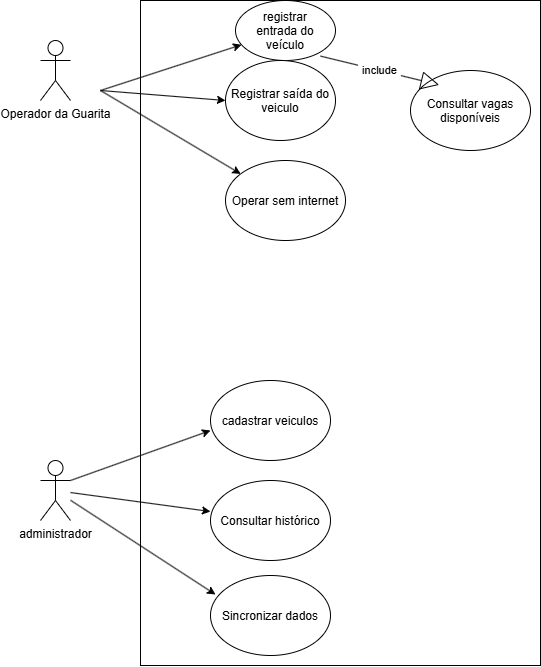 registrar
entrada do
veículo
include
Consultar vagas
disponíveis
Operador da Guarita
Registrar saída do
veiculo
Operar sem internet
cadastrar veiculos
administrador
Consultar histórico
Sincronizar dados